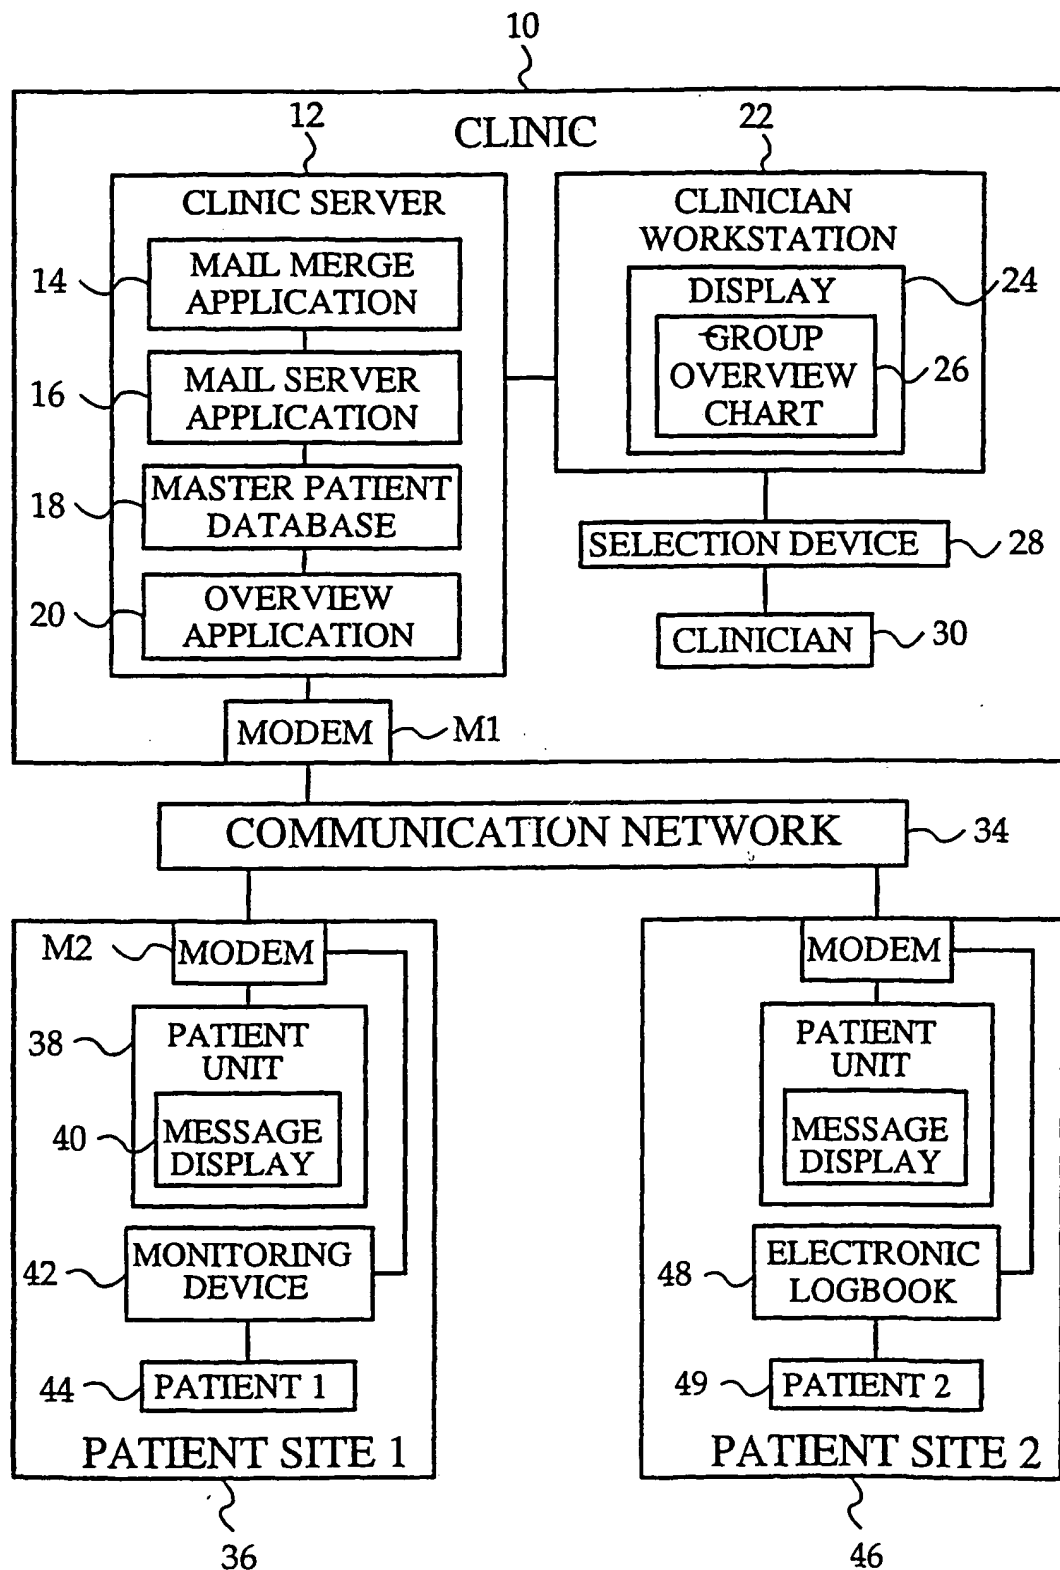 10
12
CLINIC
22
CLINIC SERVER
CLINICIAN
WORKSTATION
14
MAIL MERGE
APPLICATION
DISPLAY
24
GROUP
OVERVIEW
CHART
26
16
MAIL SERVER
APPLICATION
18
MASTER PATIENT
DATABASE
SELECTION DEVICE
28
20
OVERVIEW
APPLICATION
CLINICIAN
30
MODEM
M1
COMMUNICATION NETWORK
34
M2
MODEM
38
PATIENT
UNIT
40
MESSAGE
DISPLAY
42
MONITORING
DEVICE
44
PATIENT 1
PATIENT SITE 1
36
MODEM
PATIENT
UNIT
MESSAGE
DISPLAY
48
ELECTRONIC
LOGBOOK
49
PATIENT 2
PATIENT SITE 2
46